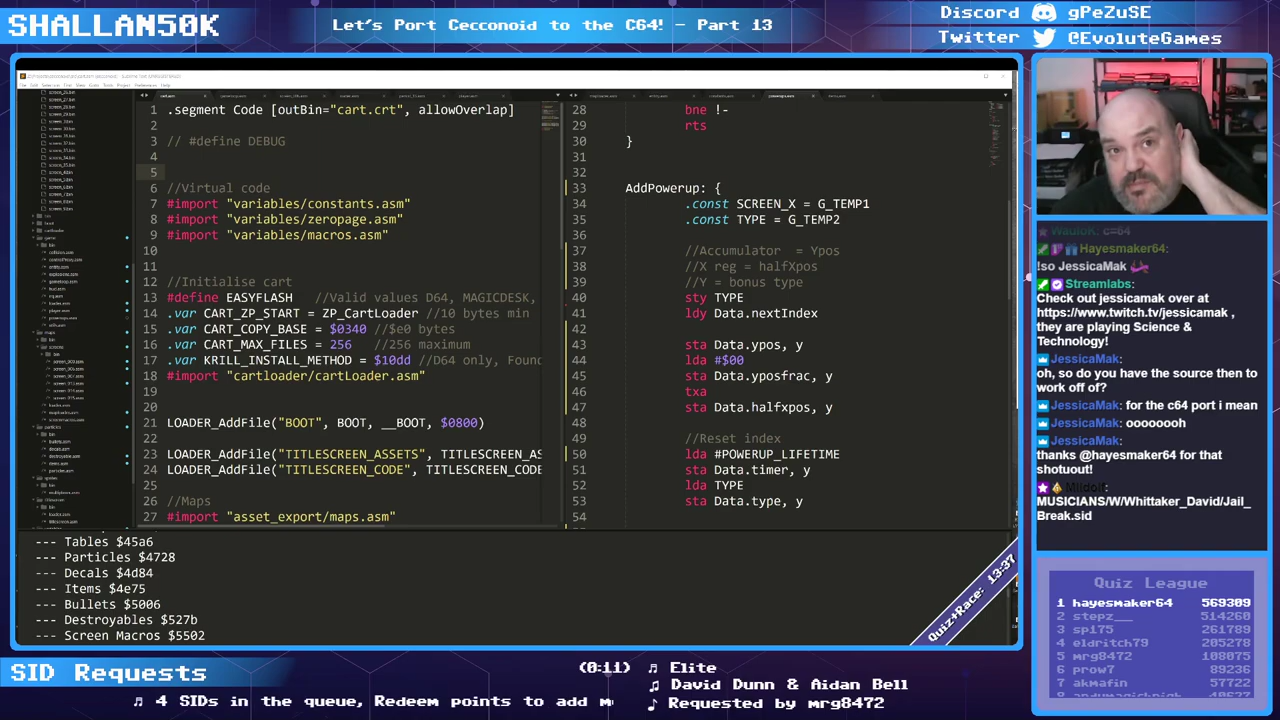 SHALLAN50K
Let's Port Cecconoid to the C64! - Part 13
Discord gPeZuSE
Twitter @EvoluteGames
1 .segment Code [outBin="cart.crt", allowOverlap]
2
3 // #define DEBUG
4
5
6 //Virtual code
7 #import "variables/constants.asm"
8 #import "variables/zeropage.asm"
9 #import "variables/macros.asm"
10
11
12 //Initialise cart
13 #define EASYFLASH //Valid values D64, MAGICDESK,
14 .var CART_ZP_START = ZP_CartLoader //10 bytes min
15 .var CART_COPY_BASE = $0340 //$e0 bytes
16 .var CART_MAX_FILES = 256 //256 maximum
17 .var KRILL_INSTALL_METHOD = $10dd //D64 only, Found
18 #import "cartloader/cartLoader.asm"
19
20
21 LOADER_AddFile("BOOT", BOOT, __BOOT, $0800)
22
23 LOADER_AddFile("TITLESCREEN_ASSETS", TITLESCREEN_AS
24 LOADER_AddFile("TITLESCREEN_CODE", TITLESCREEN_CODE
25
26 //Maps
27 #import "asset_export/maps.asm"
28 bne !-
29 rts
30 }
31
32
33 AddPowerup: {
34 .const SCREEN_X = G_TEMP1
35 .const TYPE = G_TEMP2
36
37 //Accumulator = Ypos
38 //X reg = halfXpos
39 //Y = bonus type
40 sty TYPE
41 ldy Data.nextIndex
42
43 sta Data.ypos, y
44 lda #$00
45 sta Data.yposfrac, y
46 txa
47 sta Data.halfxpos, y
48
49 //Reset index
50 lda #POWERUP_LIFETIME
51 sta Data.timer, y
52 lda TYPE
53 sta Data.type, y
54
--- Tables $45a6
--- Particles $4728
--- Decals $4d84
--- Items $4e75
--- Bullets $5006
--- Destroyables $527b
--- Screen Macros $5502
Quiz+Race: 13:37
WauloK: c=64
Hayesmaker64:
!so JessicaMak
Streamlabs:
Check out jessicamak over at
https://www.twitch.tv/jessicamak ,
they are playing Science &
Technology!
JessicaMak:
oh, so do you have the source then to
work off of?
JessicaMak: for the c64 port i mean
JessicaMak: oooooooh
JessicaMak:
thanks @hayesmaker64 for that
shotuout!
Mildolf:
MUSICIANS/W/Whittaker_David/Jail_
Break.sid
Quiz League
1 hayesmaker64 569309
2 stepz__ 514260
3 sp175 261789
4 eldritch79 205278
5 mrg8472 108075
6 prow7 89236
7 akmafin 57722
SID Requests
4 SIDs in the queue, Redeem points to add m
(0:11) Elite
David Dunn & Aidan Bell
Requested by mrg8472